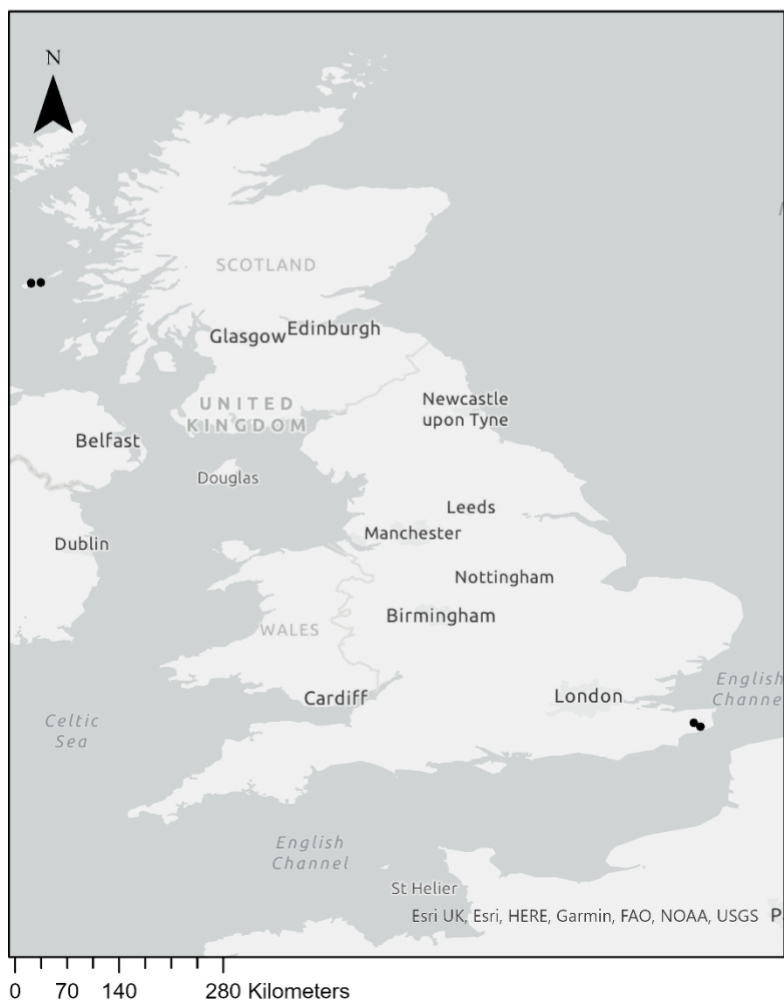 N
SCOTLAND
Glasgow
Edinburgh
UNITED
KINGDOM
Newcastle
upon Tyne
Belfast
Douglas
Leeds
Manchester
Dublin
Nottingham
Birmingham
WALES
English
Channe
London
Cardiff
Celtic
Sea
English
Channel
St Helier
Esri UK, Esri, HERE, Garmin, FAO, NOAA, USGS P
0 70 140 280 Kilometers